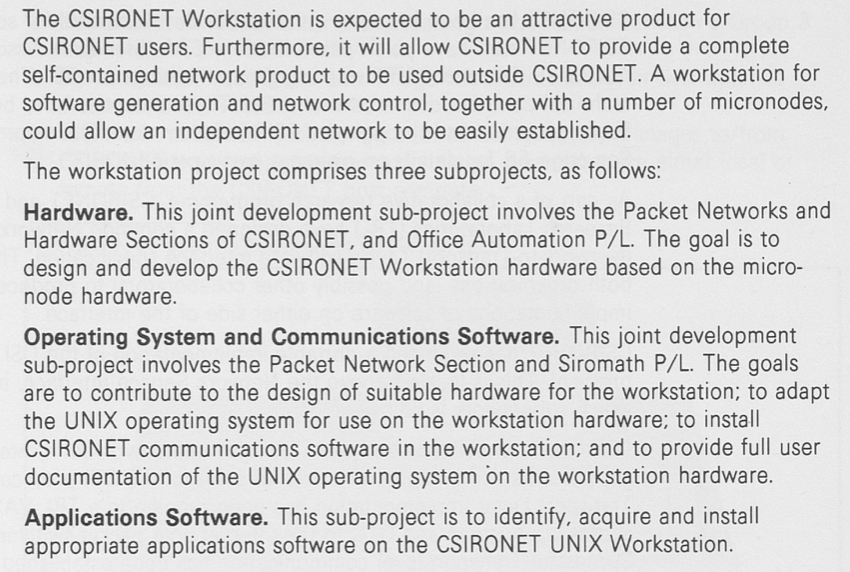 The CSIRONET Workstation is expected to be an attractive product for
CSIRONET users. Furthermore, it will allow CSIRONET to provide a complete
self-contained network product to be used outside CSIRONET. A workstation for
software generation and network control, together with a number of micronodes,
could allow an independent network to be easily established.
The workstation project comprises three subprojects, as follows:
Hardware. This joint development sub-project involves the Packet Networks and
Hardware Sections of CSIRONET, and Office Automation P/L. The goal is to
design and develop the CSIRONET Workstation hardware based on the micro-
node hardware.
Operating System and Communications Software. This joint development
sub-project involves the Packet Network Section and Siromath P/L. The goals
are to contribute to the design of suitable hardware for the workstation; to adapt
the UNIX operating system for use on the workstation hardware; to install
CSIRONET communications software in the workstation; and to provide full user
documentation of the UNIX operating system on the workstation hardware.
Applications Software. This sub-project is to identify, acquire and install
appropriate applications software on the CSIRONET UNIX Workstation.